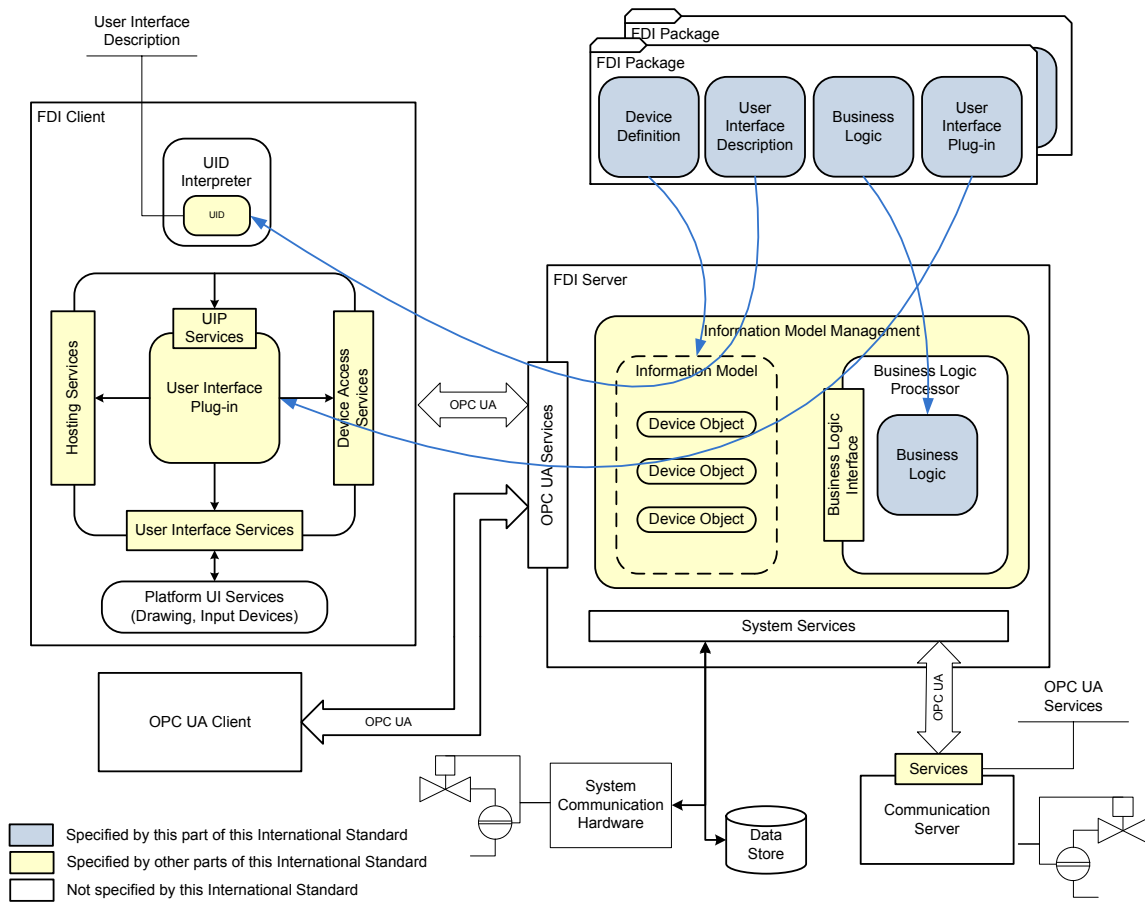 User Interface
Description
FDI Package
FDI Package
Device
Definition
User
Interface
Description
Business
Logic
User
Interface
Plug-in
FDI Client
UID
Interpreter
UID
UIP
Services
Hosting Services
User Interface
Plug-in
Device Access
Services
User Interface Services
Platform UI Services
(Drawing, Input Devices)
OPC UA
OPC UA Services
FDI Server
Information Model Management
Information Model
Device Object
Device Object
Device Object
Business Logic
Processor
Business Logic
Interface
Business
Logic
System Services
OPC UA Client
OPC UA
OPC UA
OPC UA
Services
Services
Communication
Server
System
Communication
Hardware
Data
Store
Specified by this part of this International Standard
Specified by other parts of this International Standard
Not specified by this International Standard